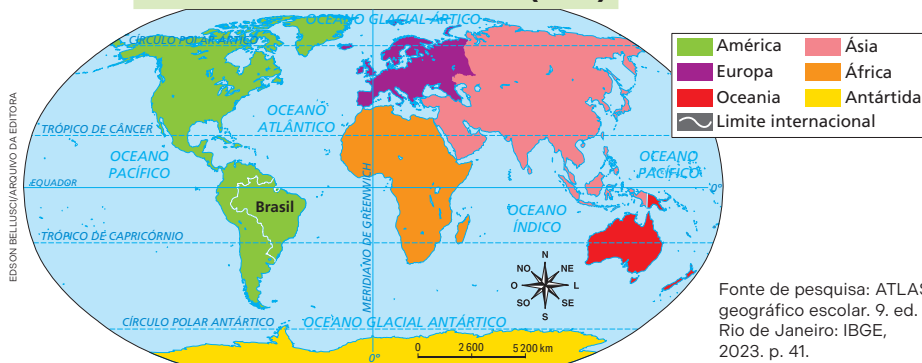 OCEANO GLACIAL ÁRTICO
CÍRCULO POLAR ÁRTICO
América
Ásia
Europa
África
Oceania
Antártida
Limite internacional
OCEANO
ATLÂNTICO
TRÓPICO DE CÂNCER
OCEANO
PACÍFICO
OCEANO
PACÍFICO
EQUADOR
0°
Brasil
OCEANO
ÍNDICO
TRÓPICO DE CAPRICÓRNIO
MERIDIANO DE GREENWICH
N
NO NE
O L
SO SE
S
CÍRCULO POLAR ANTÁRTICO
OCEANO GLACIAL ANTÁRTICO
0°
0 2 600 5 200 km
EDSON BELLUSCI/ARQUIVO DA EDITORA
Fonte de pesquisa: ATLAS
geográfico escolar. 9. ed.
Rio de Janeiro: IBGE,
2023. p. 41.